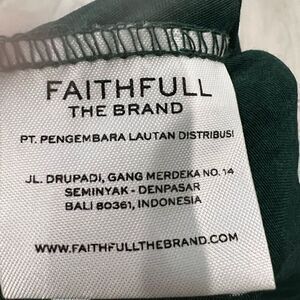 FAITHFULL
THE BRAND
PT. PENGEMBARA LAUTAN DISTRIBUSI
JL. DRUPADI, GANG MERDEKA NO. 14
SEMINYAK - DENPASAR
BALI 80361, INDONESIA
WWW.FAITHFULLTHEBRAND.COM